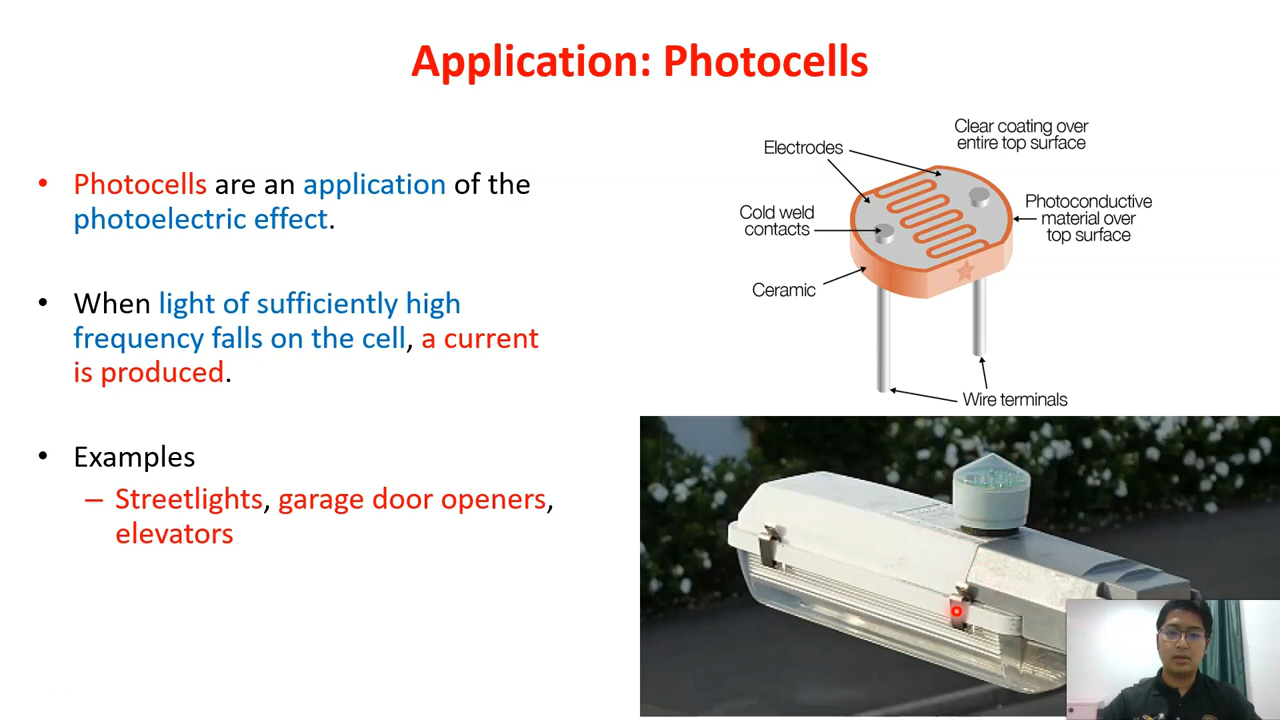 Application: Photocells
• Photocells are an application of the
photoelectric effect.
• When light of sufficiently high
frequency falls on the cell, a current
is produced.
• Examples
– Streetlights, garage door openers,
elevators
Clear coating over
entire top surface
Electrodes
Photoconductive
material over
top surface
Cold weld
contacts
Ceramic
Wire terminals